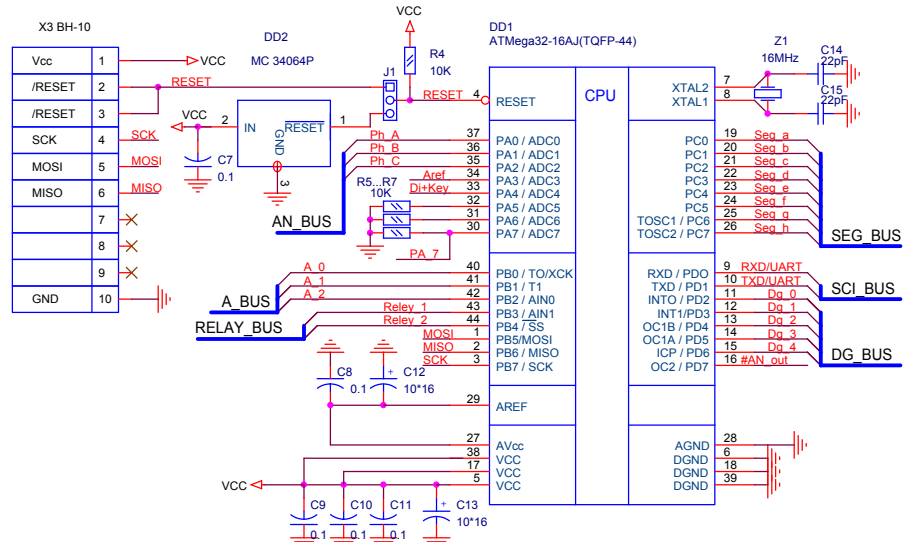 X3 BH-10
Vcc 1
/RESET 2
/RESET 3
SCK 4
MOSI 5
MISO 6
7
8
9
GND 10
VCC
RESET
SCK
MOSI
MISO
DD2
MC 34064P
VCC
2 IN RESET 1
GND
3
C7
0.1
J1
VCC
R4
10K
RESET
DD1
ATMega32-16AJ(TQFP-44)
CPU
4 RESET
Ph_A 37 PA0 / ADC0
Ph_B 36 PA1 / ADC1
Ph_C 35 PA2 / ADC2
Aref 34 PA3 / ADC3
Di+Key 33 PA4 / ADC4
32 PA5 / ADC5
31 PA6 / ADC6
30 PA7 / ADC7
R5...R7
10K
AN_BUS
PA_7
A_0 40 PB0 / TO/XCK
A_1 41 PB1 / T1
A_2 42 PB2 / AIN0
Relay_1 43 PB3 / AIN1
Relay_2 44 PB4 / SS
MOSI 1 PB5/MOSI
MISO 2 PB6 / MISO
SCK 3 PB7 / SCK
A_BUS
RELAY_BUS
C8
0.1
C12
+
10*16
29 AREF
27 AVcc
38 VCC
17 VCC
5 VCC
VCC
C9
0.1
C10
0.1
C11
0.1
C13
+
10*16
Z1
16MHz
C14
22pF
C15
22pF
XTAL2 7
XTAL1 8
PC0 19 Seg_a
PC1 20 Seg_b
PC2 21 Seg_c
PC3 22 Seg_d
PC4 23 Seg_e
PC5 24 Seg_f
TOSC1 / PC6 25 Seg_g
TOSC2 / PC7 26 Seg_h
SEG_BUS
RXD / PDO 9 RXD/UART
TXD / PD1 10 TXD/UART
INTO / PD2 11 Dg_0
INT1/PD3 12 Dg_1
OC1B / PD4 13 Dg_2
OC1A / PD5 14 Dg_3
ICP / PD6 15 Dg_4
OC2 / PD7 16 #AN_out
SCI_BUS
DG_BUS
AGND 28
DGND 6
DGND 18
DGND 39